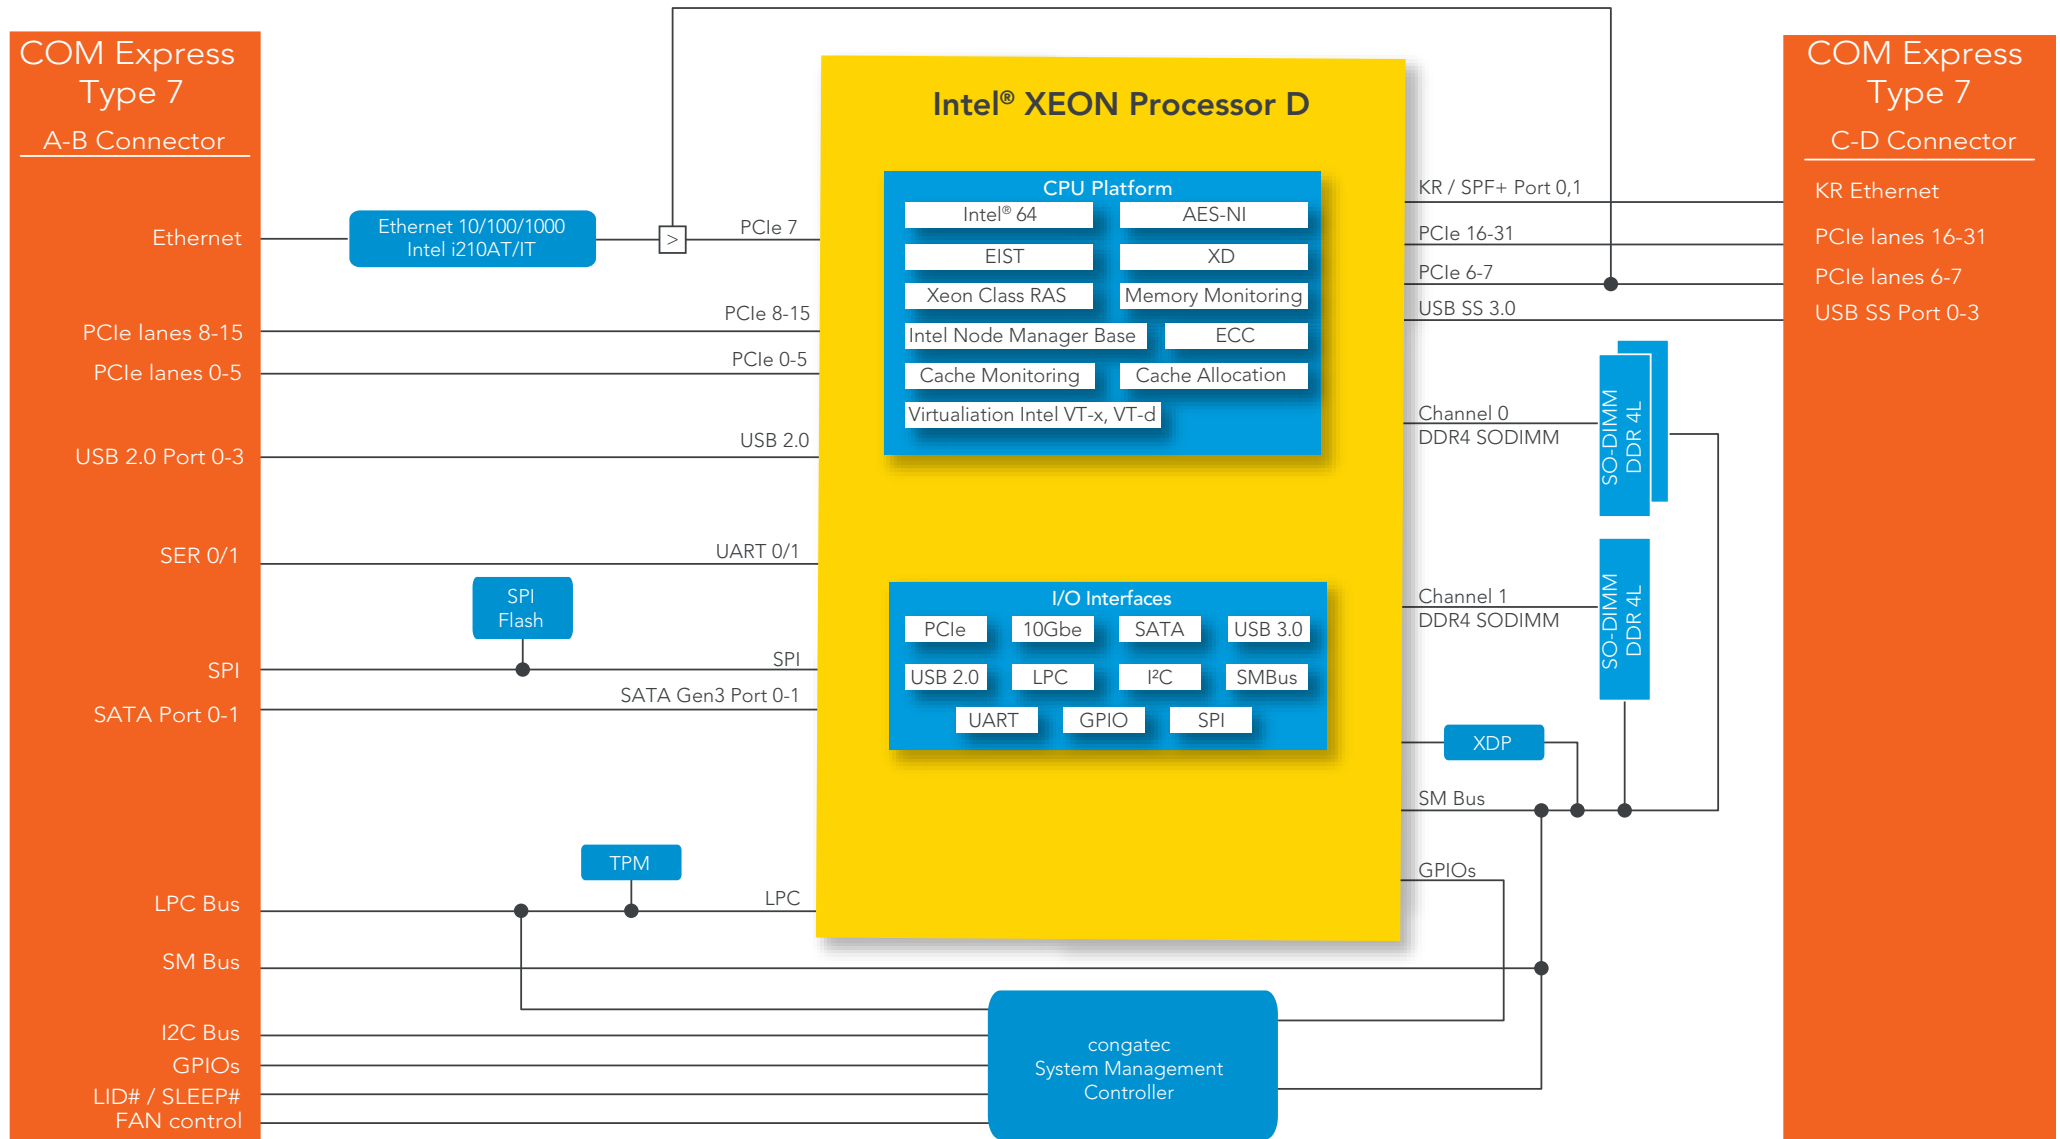 COM Express
Type 7
A-B Connector
Ethernet
PCIe lanes 8-15
PCIe lanes 0-5
USB 2.0 Port 0-3
SER 0/1
SPI
SATA Port 0-1
LPC Bus
SM Bus
I2C Bus
GPIOs
LID# / SLEEP#
FAN control
Ethernet 10/100/1000
Intel i210AT/IT
>
PCIe 7
PCIe 8-15
PCIe 0-5
USB 2.0
UART 0/1
SPI
Flash
SPI
SATA Gen3 Port 0-1
TPM
LPC
Intel® XEON Processor D
CPU Platform
Intel® 64
AES-NI
EIST
XD
Xeon Class RAS
Memory Monitoring
Intel Node Manager Base
ECC
Cache Monitoring
Cache Allocation
Virtualiation Intel VT-x, VT-d
I/O Interfaces
PCIe
10Gbe
SATA
USB 3.0
USB 2.0
LPC
I²C
SMBus
UART
GPIO
SPI
congatec
System Management
Controller
KR / SPF+ Port 0,1
PCIe 16-31
PCIe 6-7
USB SS 3.0
Channel 0
DDR4 SODIMM
SO-DIMM
DDR 4L
Channel 1
DDR4 SODIMM
SO-DIMM
DDR 4L
XDP
SM Bus
GPIOs
COM Express
Type 7
C-D Connector
KR Ethernet
PCIe lanes 16-31
PCIe lanes 6-7
USB SS Port 0-3